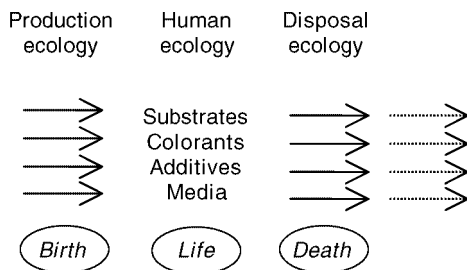 Production ecology
Human ecology
Disposal ecology
Substrates
Colorants
Additives
Media
Birth
Life
Death